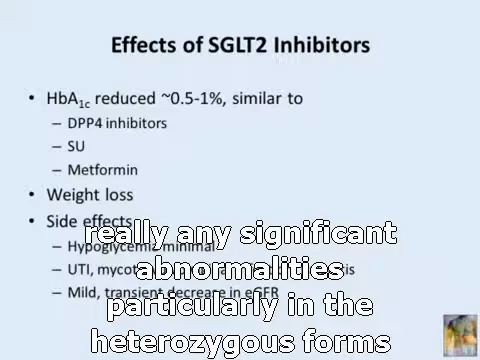 Effects of SGLT2 Inhibitors
• HbA1c reduced ~0.5-1%, similar to
– DPP4 inhibitors
– SU
– Metformin
• Weight loss
• Side effects
really any significant
– Hypoglycemia minimal
abnormalities
– UTI,
particularly in the
– Mild, transient decrease in eGFR
heterozygous forms